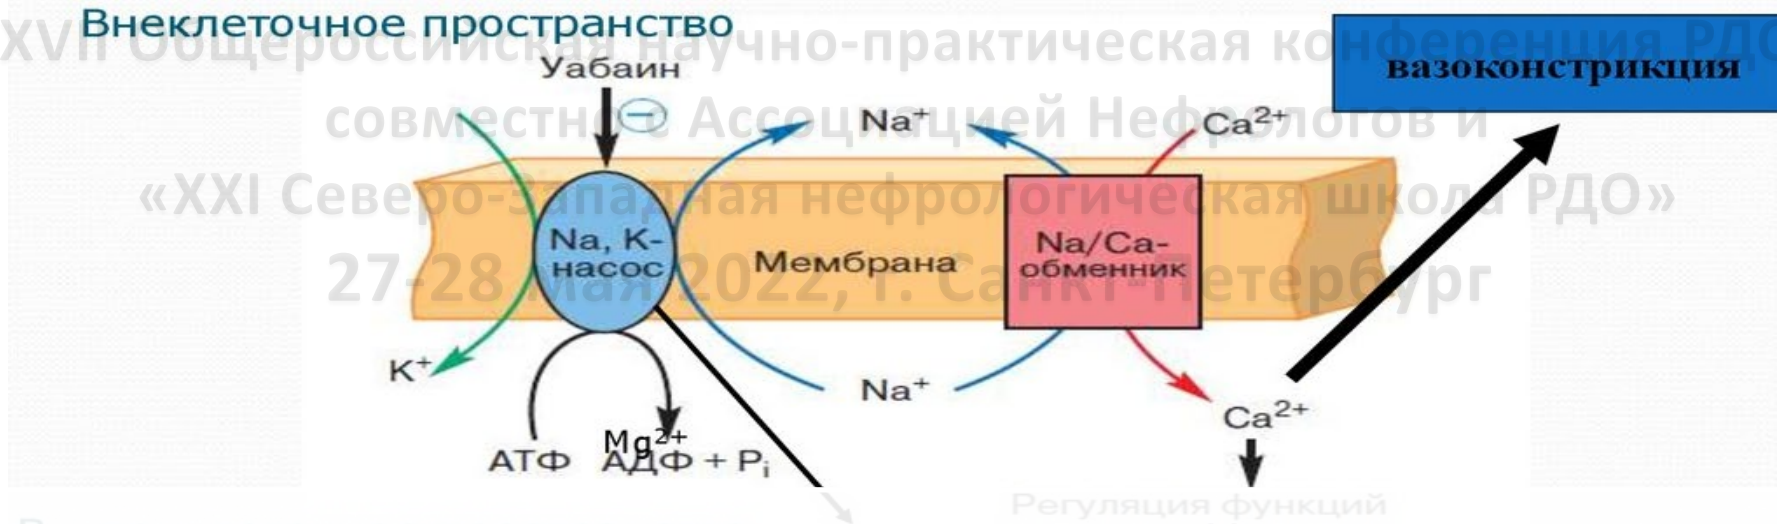 Внеклеточное пространство
XVII Общероссийская научно-практическая конференция РДО
вазоконстрикция
Уабаин
совместно с Ассоциацией Нефрологов и
Na⁺
Ca²⁺
«XXI Северо-Западная нефрологическая школа РДО»
Na, K-
насос
Мембрана
Na/Ca-
обменник
27-28 мая 2022, г. Санкт-Петербург
K⁺
Na⁺
Ca²⁺
Mg²⁺
АТФ АДФ + Pᵢ
Регуляция функций